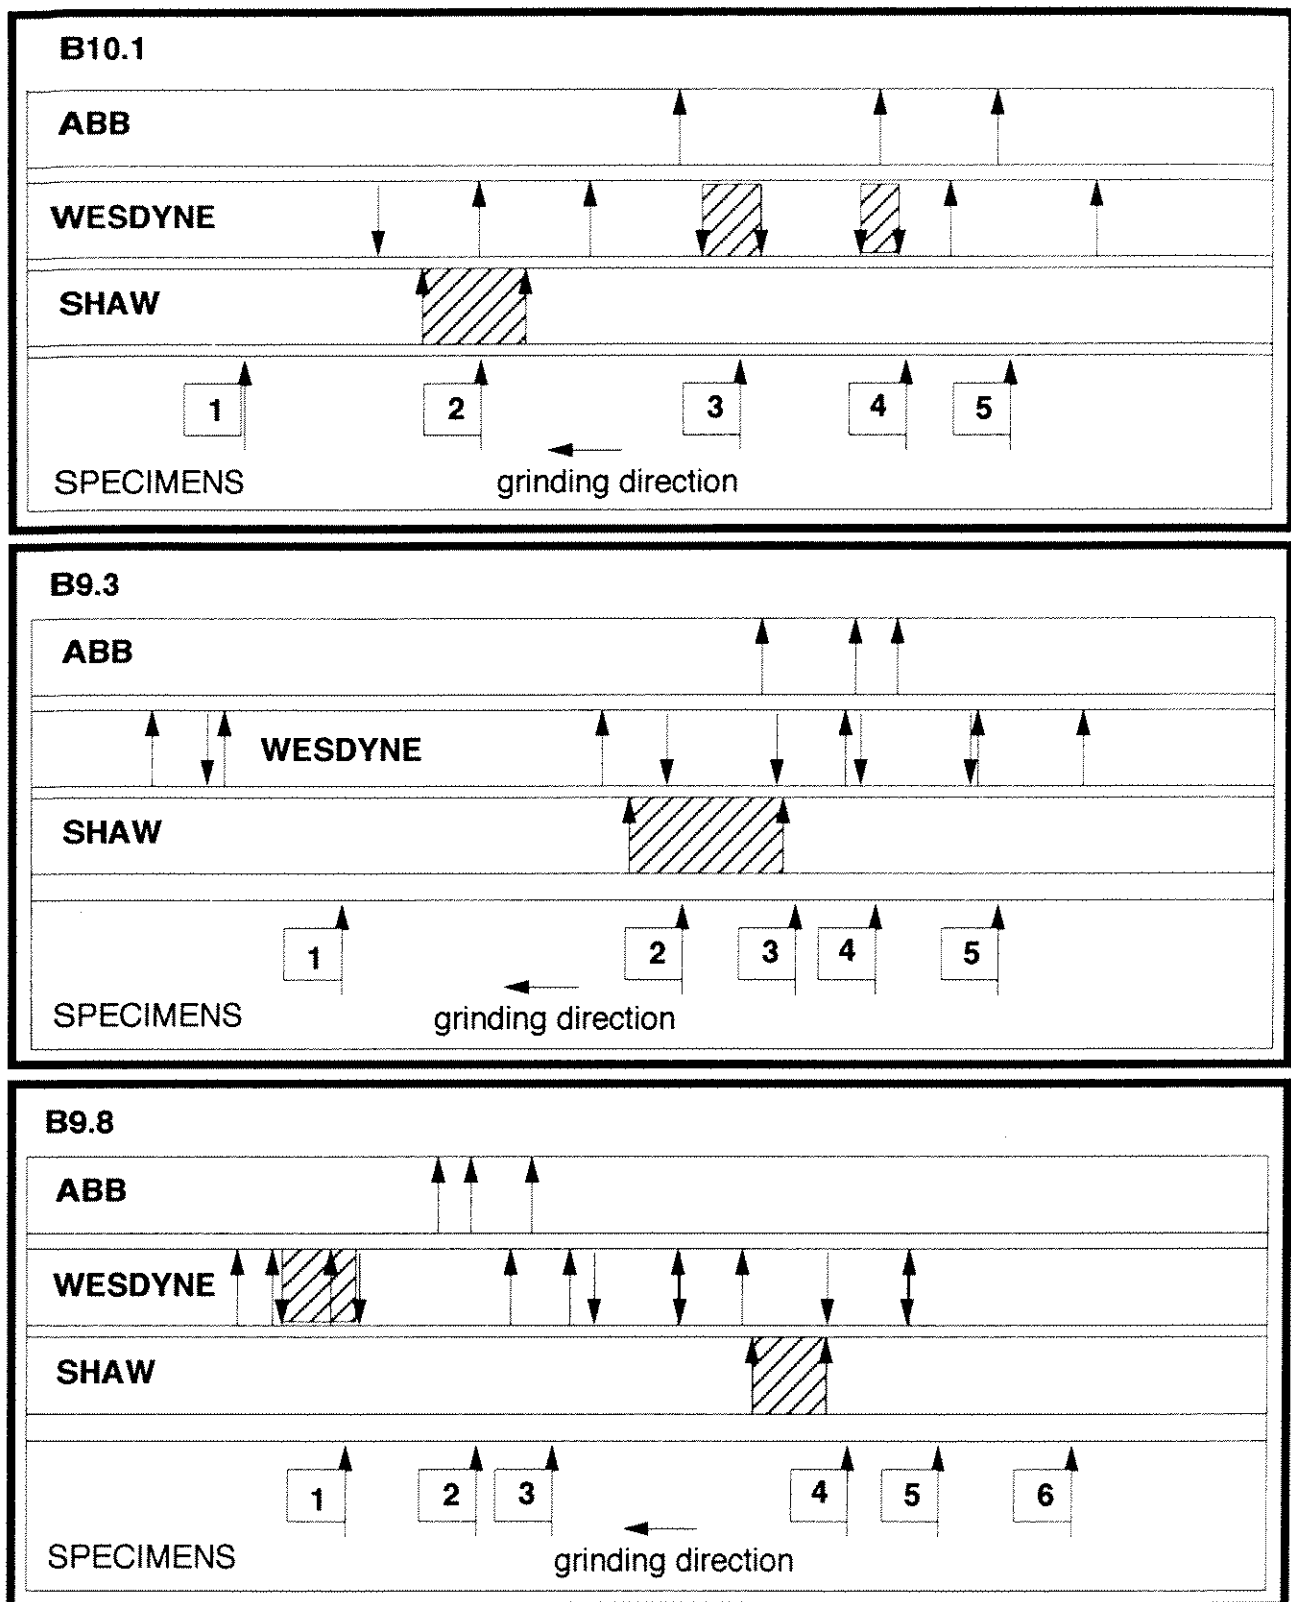 B10.1
ABB
WESDYNE
SHAW
1 2 3 4 5
SPECIMENS grinding direction
B9.3
ABB
WESDYNE
SHAW
1 2 3 4 5
SPECIMENS grinding direction
B9.8
ABB
WESDYNE
SHAW
1 2 3 4 5 6
SPECIMENS grinding direction